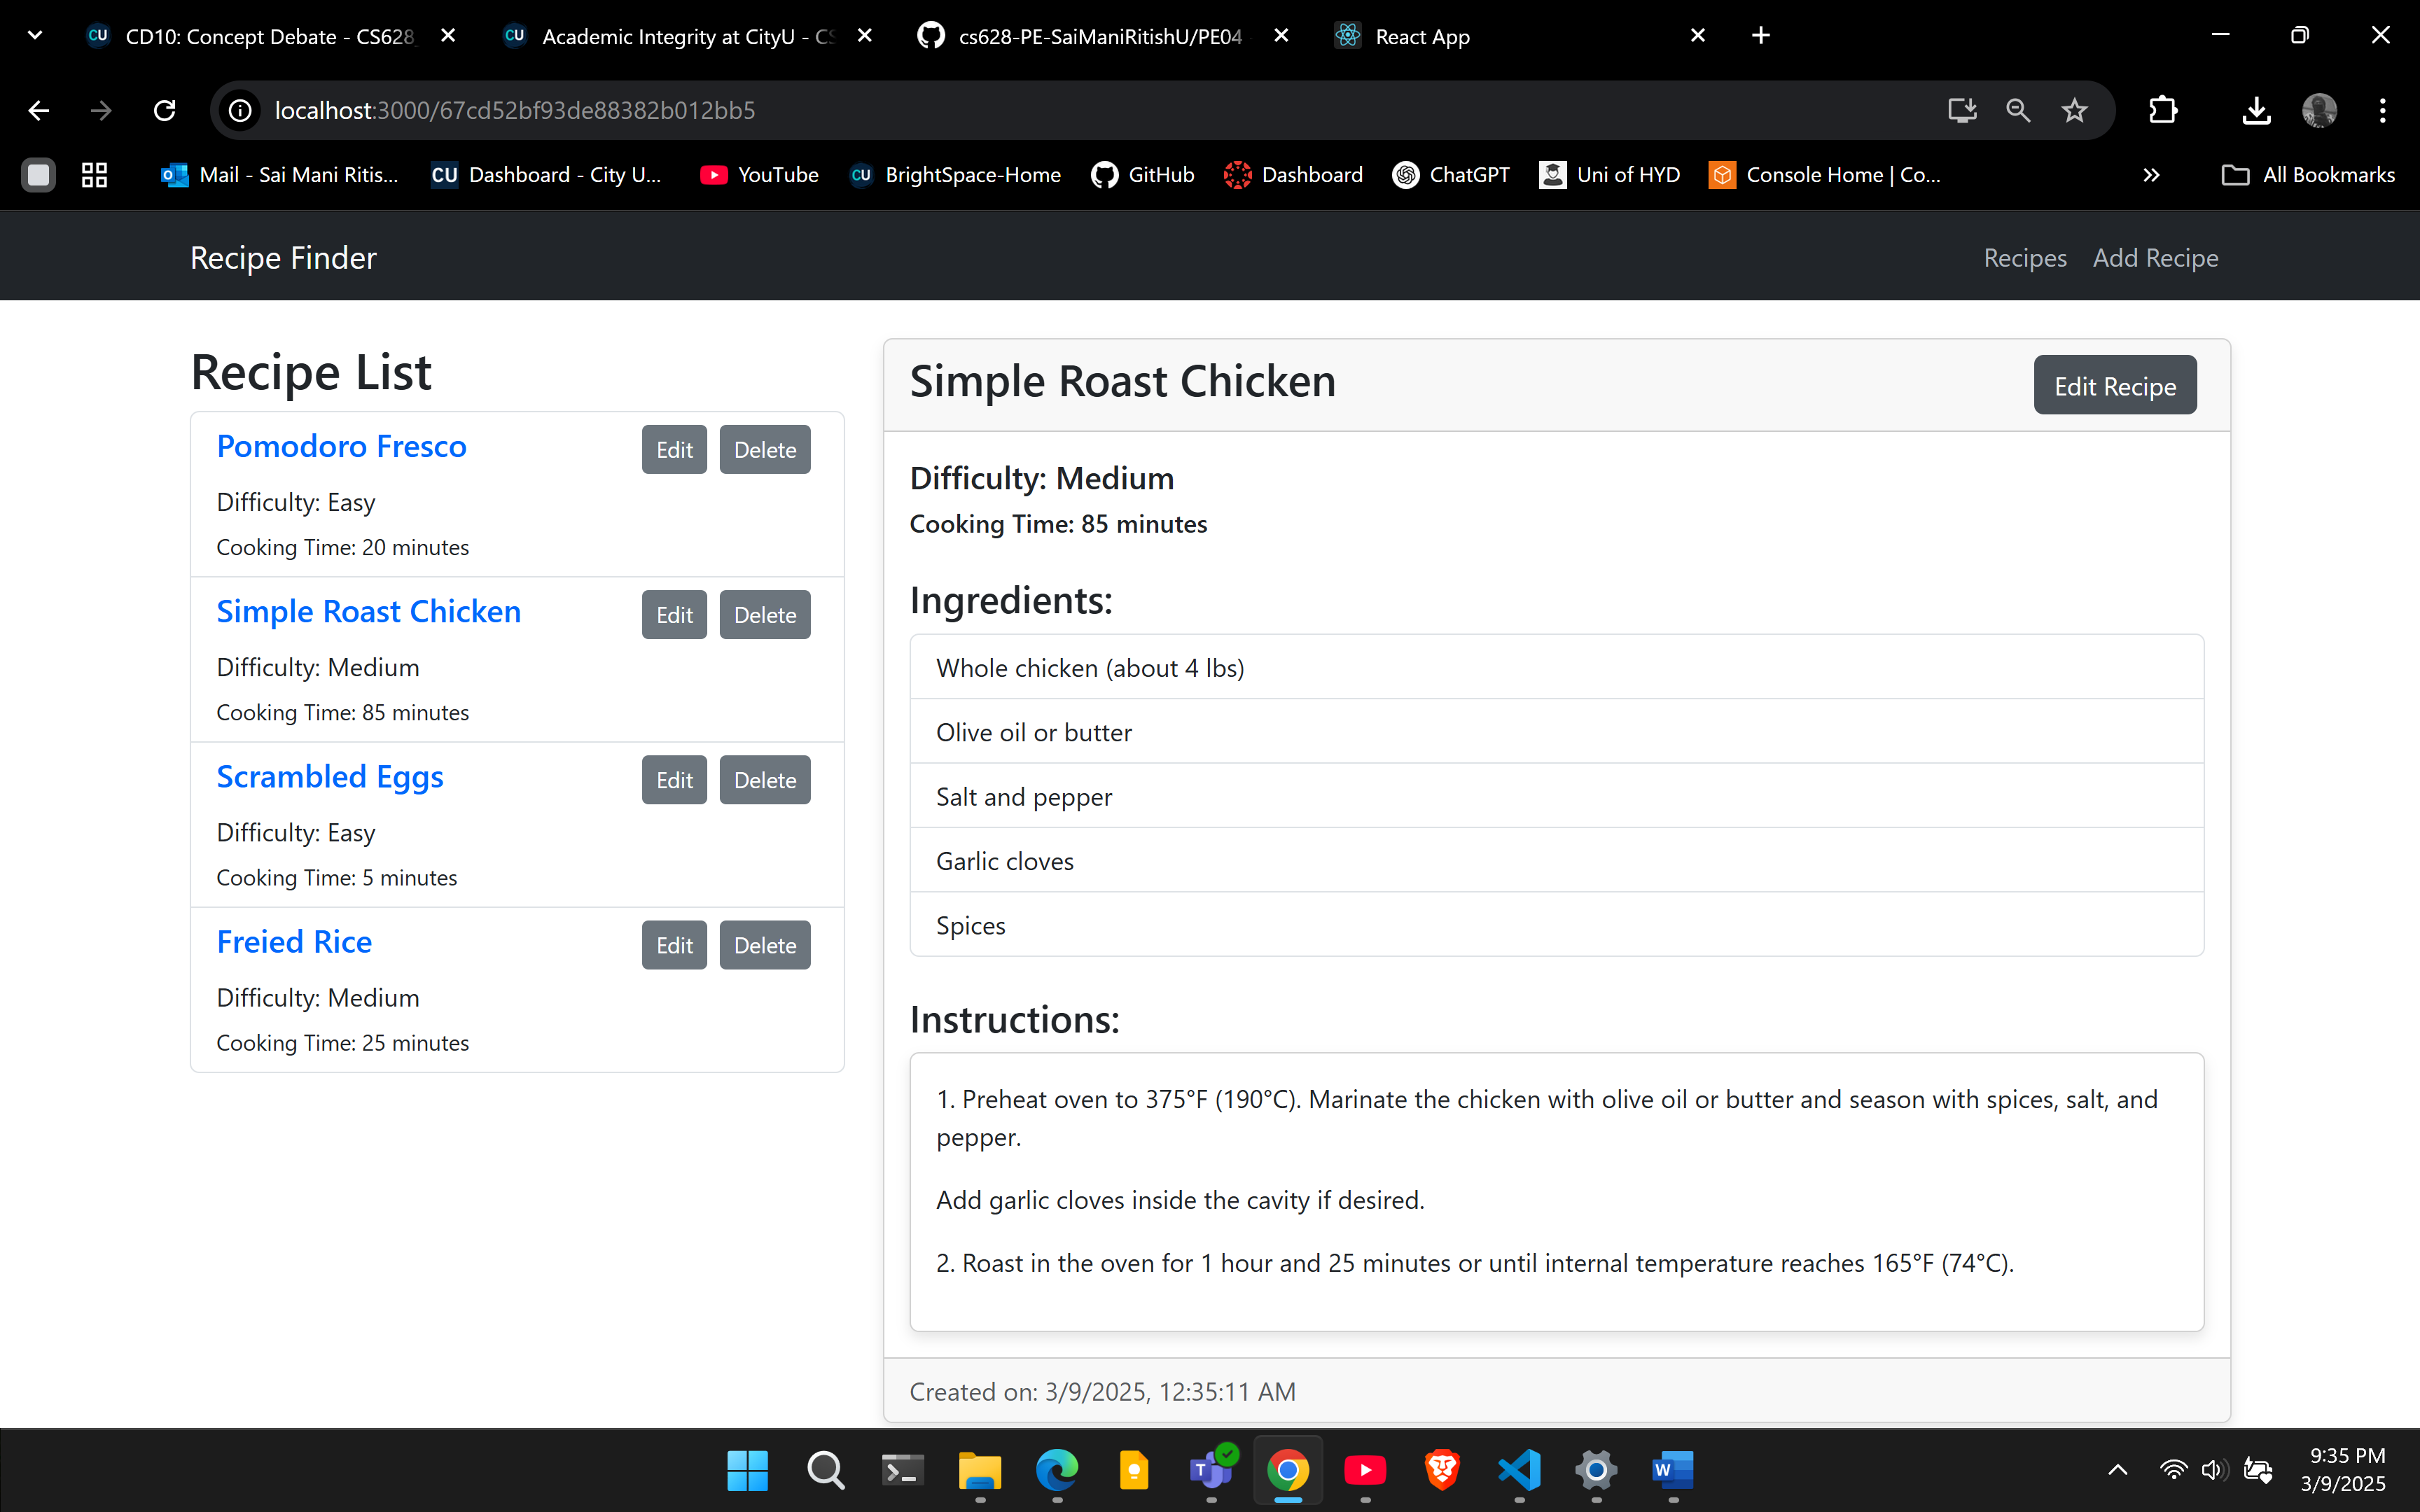 CD10: Concept Debate - CS628
Academic Integrity at CityU - CS
cs628-PE-SaiManiRitishU/PE04
React App
localhost:3000/67cd52bf93de88382b012bb5
Mail - Sai Mani Ritis...
CU Dashboard - City U...
YouTube
CU BrightSpace-Home
GitHub
Dashboard
ChatGPT
Uni of HYD
Console Home | Co...
All Bookmarks
Recipe Finder
Recipes
Add Recipe
Recipe List
Pomodoro Fresco
Edit
Delete
Difficulty: Easy
Cooking Time: 20 minutes
Simple Roast Chicken
Edit
Delete
Difficulty: Medium
Cooking Time: 85 minutes
Scrambled Eggs
Edit
Delete
Difficulty: Easy
Cooking Time: 5 minutes
Freied Rice
Edit
Delete
Difficulty: Medium
Cooking Time: 25 minutes
Simple Roast Chicken
Edit Recipe
Difficulty: Medium
Cooking Time: 85 minutes
Ingredients:
Whole chicken (about 4 lbs)
Olive oil or butter
Salt and pepper
Garlic cloves
Spices
Instructions:
1. Preheat oven to 375°F (190°C). Marinate the chicken with olive oil or butter and season with spices, salt, and
pepper.
Add garlic cloves inside the cavity if desired.
2. Roast in the oven for 1 hour and 25 minutes or until internal temperature reaches 165°F (74°C).
Created on: 3/9/2025, 12:35:11 AM
9:35 PM
3/9/2025